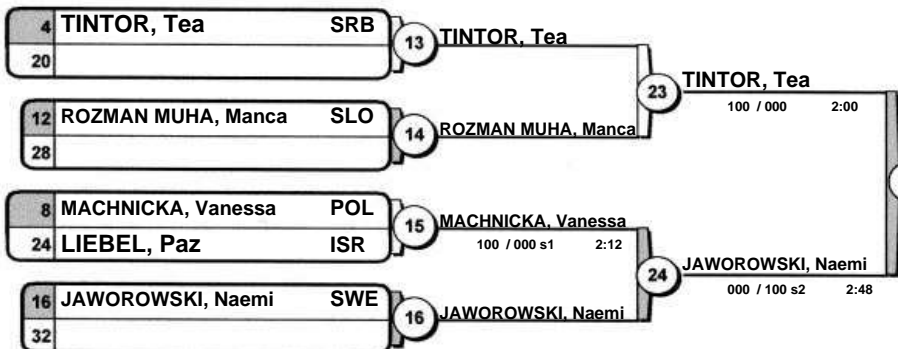 4 TINTOR, Tea SRB
20
13 TINTOR, Tea
12 ROZMAN MUHA, Manca SLO
28
14 ROZMAN MUHA, Manca
23 TINTOR, Tea
100 / 000 2:00
8 MACHNICKA, Vanessa POL
24 LIEBEL, Paz ISR
15 MACHNICKA, Vanessa
100 / 000 s1 2:12
16 JAWOROWSKI, Naemi SWE
32
16 JAWOROWSKI, Naemi
24 JAWOROWSKI, Naemi
000 / 100 s2 2:48